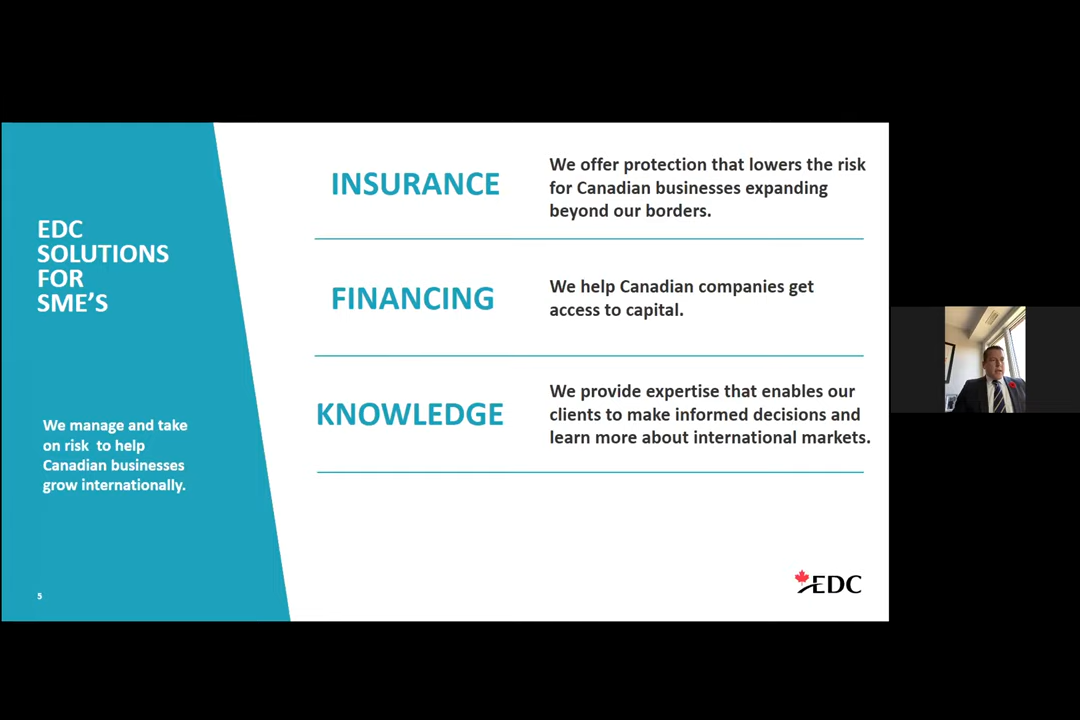 EDC
SOLUTIONS
FOR
SME’S
We manage and take
on risk  to help
Canadian businesses
grow internationally.
5
INSURANCE
We offer protection that lowers the risk
for Canadian businesses expanding
beyond our borders.
FINANCING
We help Canadian companies get
access to capital.
KNOWLEDGE
We provide expertise that enables our
clients to make informed decisions and
learn more about international markets.
EDC